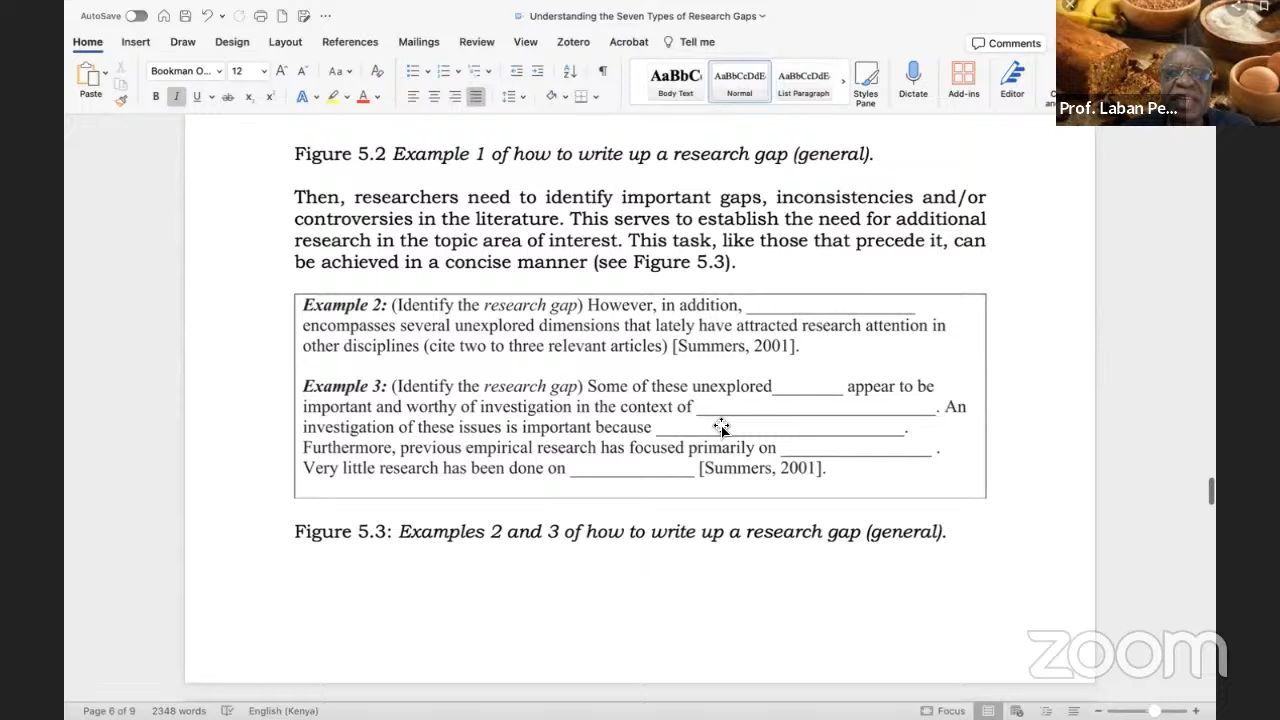 AutoSave
Understanding the Seven Types of Research Gaps
Home Insert Draw Design Layout References Mailings Review View Zotero Acrobat Tell me
Comments
Paste
Bookman O... 12
AaBbC AaBbCcDdE AaBbCcDdE
Body Text Normal List Paragraph
Styles Pane
Dictate
Add-ins
Editor
Prof. Laban Pe...
Figure 5.2 Example 1 of how to write up a research gap (general).
Then, researchers need to identify important gaps, inconsistencies and/or
controversies in the literature. This serves to establish the need for additional
research in the topic area of interest. This task, like those that precede it, can
be achieved in a concise manner (see Figure 5.3).
Example 2: (Identify the research gap) However, in addition, ___________________
encompasses several unexplored dimensions that lately have attracted research attention in
other disciplines (cite two to three relevant articles) [Summers, 2001].
Example 3: (Identify the research gap) Some of these unexplored________ appear to be
important and worthy of investigation in the context of ___________________________. An
investigation of these issues is important because ____________________________.
Furthermore, previous empirical research has focused primarily on _________________ .
Very little research has been done on ______________ [Summers, 2001].
Figure 5.3: Examples 2 and 3 of how to write up a research gap (general).
zoom
Page 6 of 9 2348 words English (Kenya)
Focus